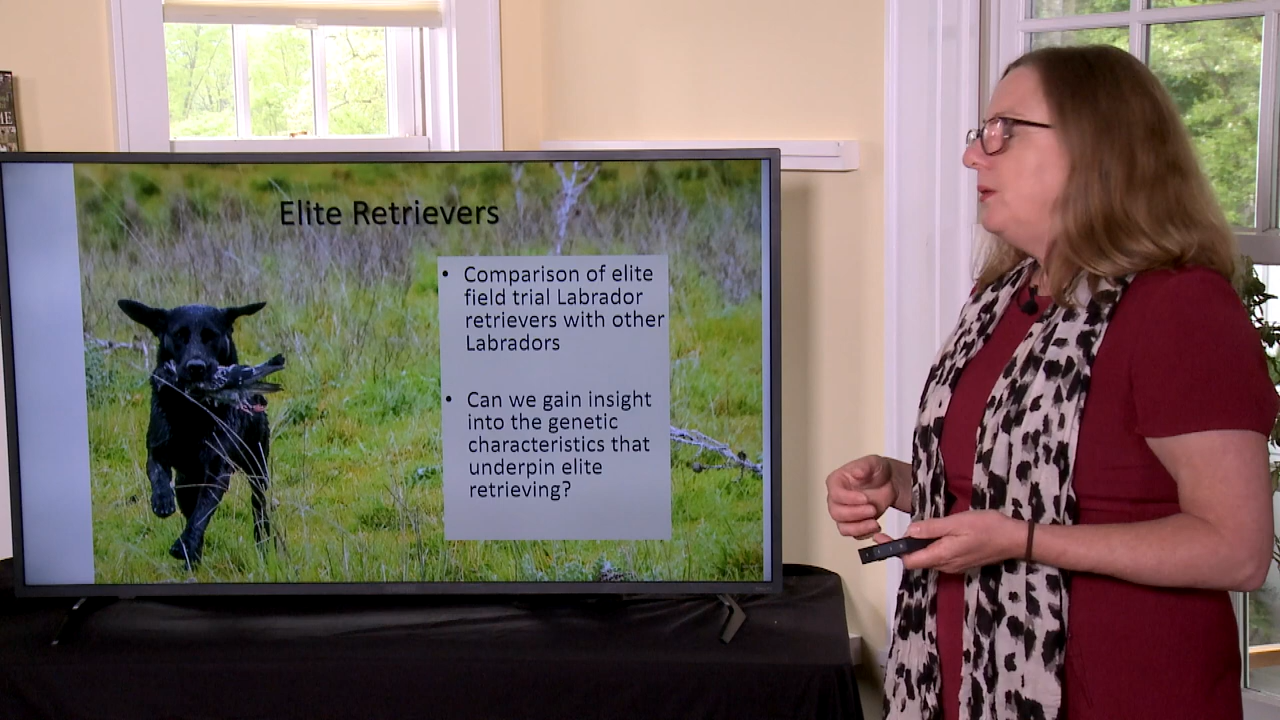 Elite Retrievers
• Comparison of elite
field trial Labrador
retrievers with other
Labradors
• Can we gain insight
into the genetic
characteristics that
underpin elite
retrieving?